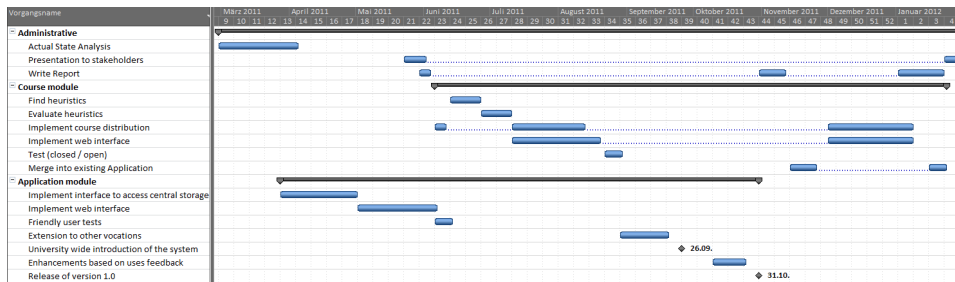 Vorgangsname
März 2011 April 2011 Mai 2011 Juni 2011 Juli 2011 August 2011 September 2011 Oktober 2011 November 2011 Dezember 2011 Januar 2012
9 10 11 12 13 14 15 16 17 18 19 20 21 22 23 24 25 26 27 28 29 30 31 32 33 34 35 36 37 38 39 40 41 42 43 44 45 46 47 48 49 50 51 52 1 2 3 4
Administrative
Actual State Analysis
Presentation to stakeholders
Write Report
Course module
Find heuristics
Evaluate heuristics
Implement course distribution
Implement web interface
Test (closed / open)
Merge into existing Application
Application module
Implement interface to access central storage
Implement web interface
Friendly user tests
Extension to other vocations
University wide introduction of the system 26.09.
Enhancements based on uses feedback
Release of version 1.0 31.10.